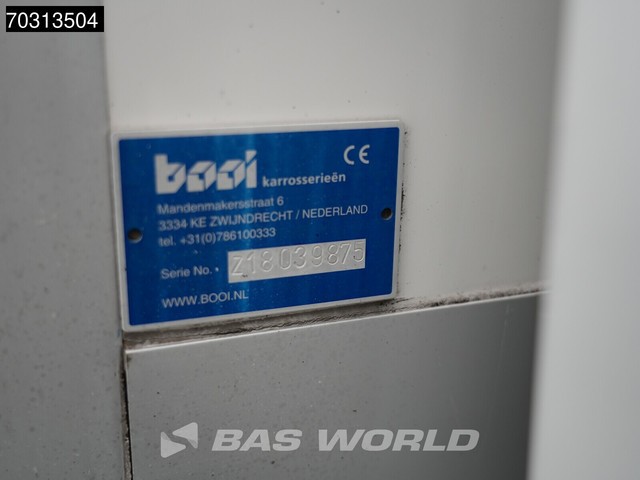 70313504
booi karrosserieën CE
Mandenmakersstraat 6
3334 KE ZWIJNDRECHT / NEDERLAND
tel. +31(0)786100333
Serie No. Z18039875
WWW.BOOI.NL
BAS WORLD